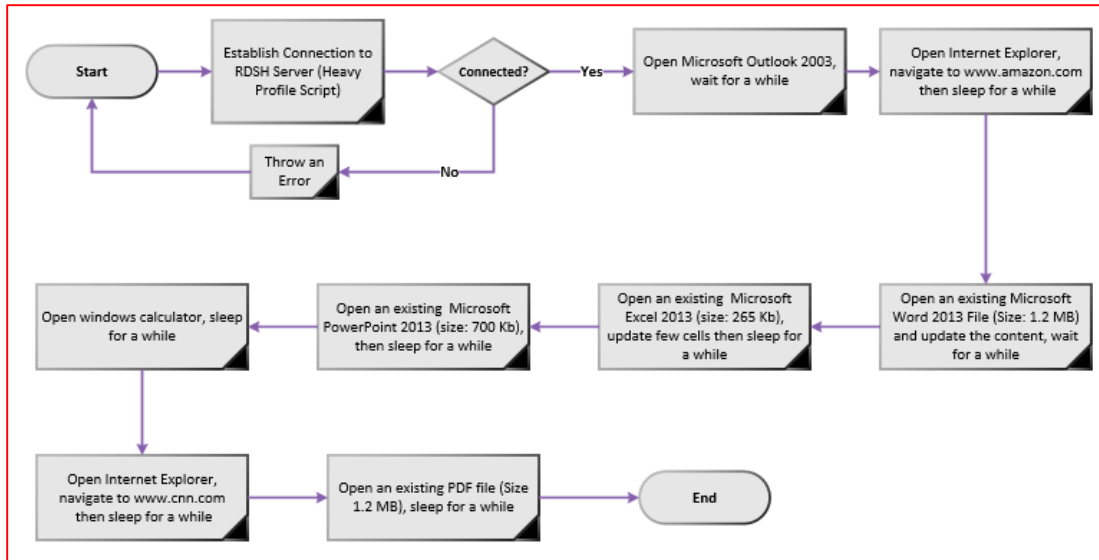 Start
Establish Connection to
RDSH Server (Heavy
Profile Script)
Connected?
Yes
Open Microsoft Outlook 2003,
wait for a while
Open Internet Explorer,
navigate to www.amazon.com
then sleep for a while
No
Throw an
Error
Open an existing Microsoft
Word 2013 File (Size: 1.2 MB)
and update the content, wait
for a while
Open an existing Microsoft
Excel 2013 (size: 265 Kb),
update few cells then sleep for
a while
Open an existing Microsoft
PowerPoint 2013 (size: 700 Kb),
then sleep for a while
Open windows calculator, sleep
for a while
Open Internet Explorer,
navigate to www.cnn.com
then sleep for a while
Open an existing PDF file (Size
1.2 MB), sleep for a while
End